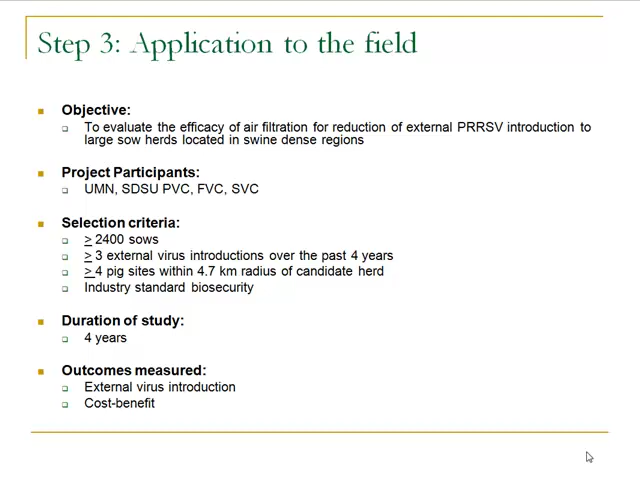 Step 3: Application to the field
Objective:
To evaluate the efficacy of air filtration for reduction of external PRRSV introduction to
large sow herds located in swine dense regions
Project Participants:
UMN, SDSU PVC, FVC, SVC
Selection criteria:
≥ 2400 sows
≥ 3 external virus introductions over the past 4 years
≥ 4 pig sites within 4.7 km radius of candidate herd
Industry standard biosecurity
Duration of study:
4 years
Outcomes measured:
External virus introduction
Cost-benefit